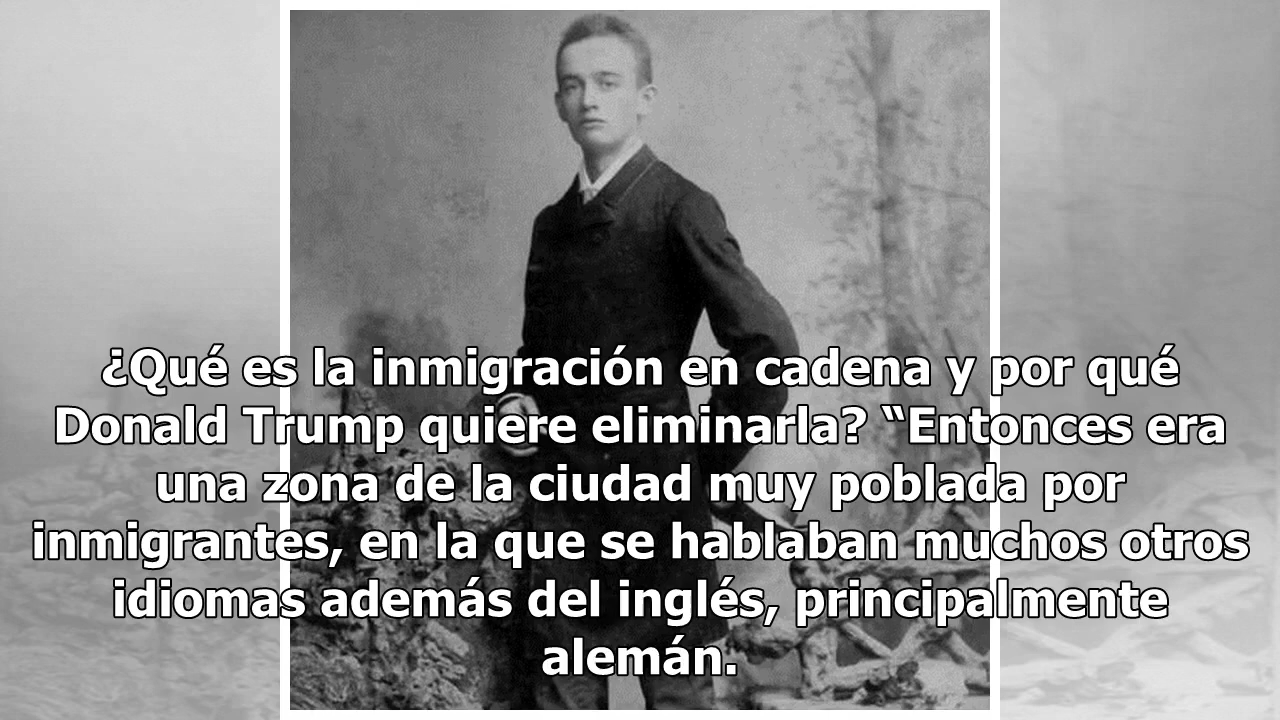 ¿Qué es la inmigración en cadena y por qué
Donald Trump quiere eliminarla? “Entonces era
una zona de la ciudad muy poblada por
inmigrantes, en la que se hablaban muchos otros
idiomas además del inglés, principalmente
alemán.